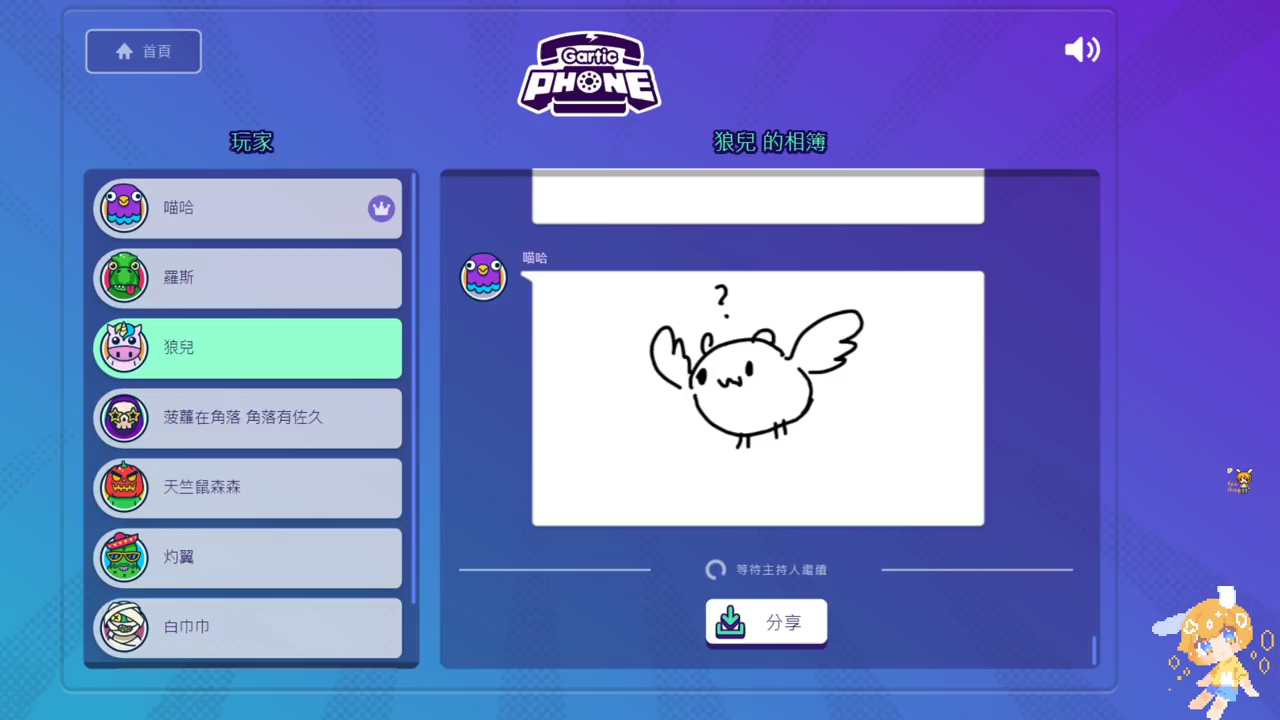 首頁
Gartic
PHONE
玩家
狼兒 的相簿
喵哈
羅斯
狼兒
菠蘿在角落 角落有佐久
天竺鼠森森
灼翼
白巾巾
喵哈
?
等待主持人繼續
分享